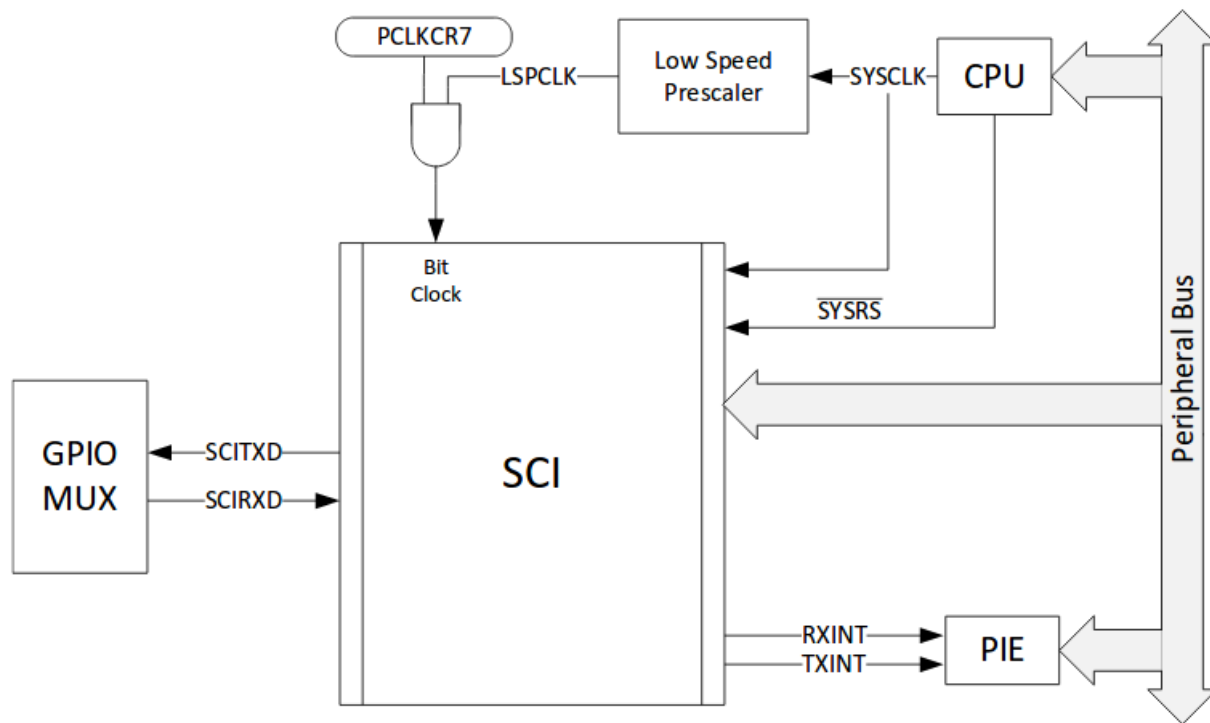 PCLKCR7
LSPCLK
Low Speed
Prescaler
SYSCLK
CPU
Bit
Clock
SYSRS
Peripheral Bus
GPIO
MUX
SCITXD
SCIRXD
SCI
RXINT
TXINT
PIE